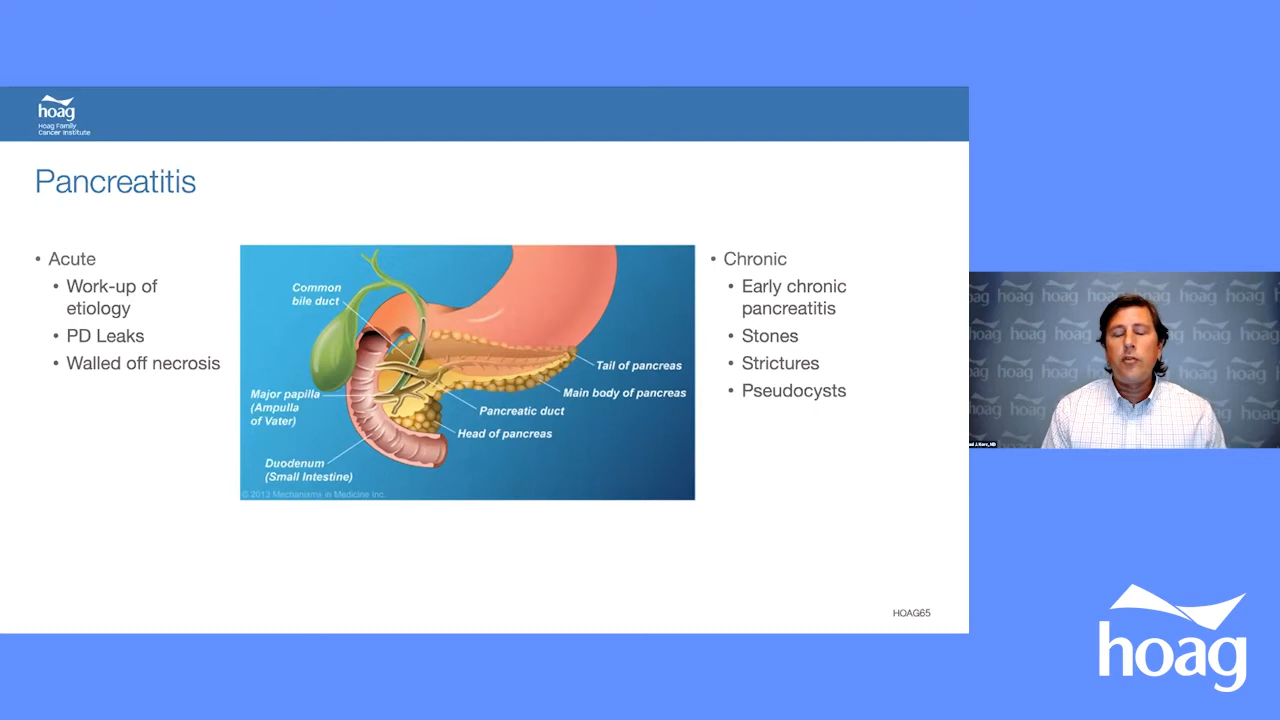 hoag
Hoag Family
Cancer Institute
Pancreatitis
• Acute
• Work-up of
etiology
• PD Leaks
• Walled off necrosis
Common
bile duct
Major papilla
(Ampulla
of Vater)
Duodenum
(Small Intestine)
Tail of pancreas
Main body of pancreas
Pancreatic duct
Head of pancreas
© 2013 Mechanisms in Medicine Inc.
• Chronic
• Early chronic
pancreatitis
• Stones
• Strictures
• Pseudocysts
HOAG65
hoag